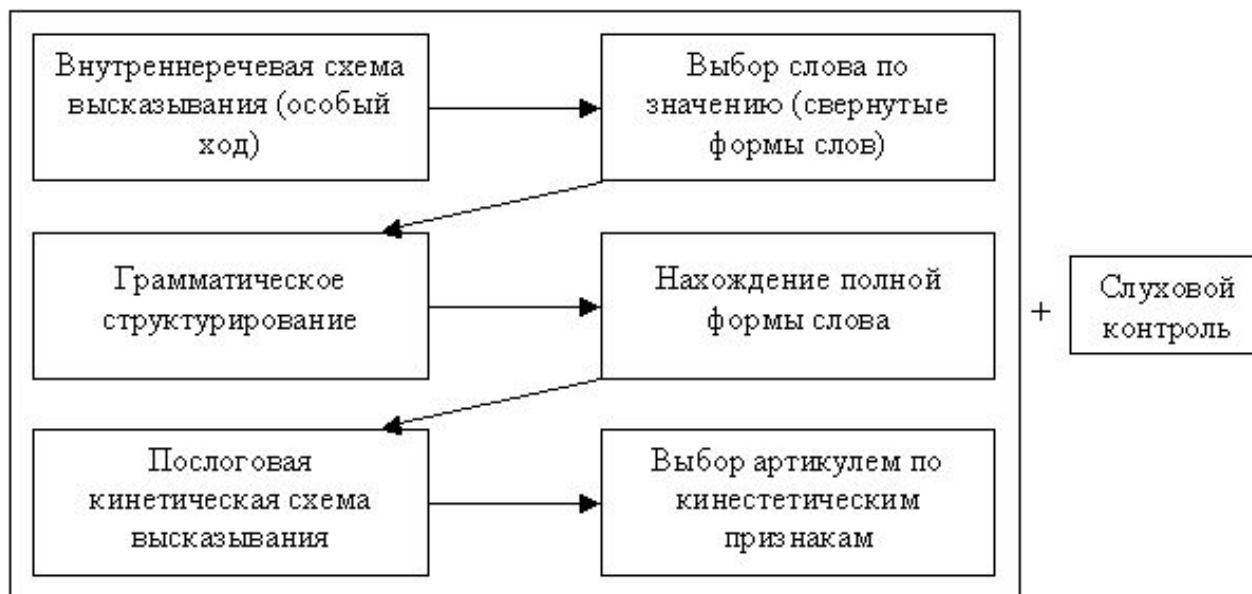 Внутреннеречевая схема
высказывания (особый
ход)
Выбор слова по
значению (свернутые
формы слов)
Грамматическое
структурирование
Нахождение полной
формы слова
+
Слуховой
контроль
Послоговая
кинетическая схема
высказывания
Выбор артикулем по
кинестетическим
признакам